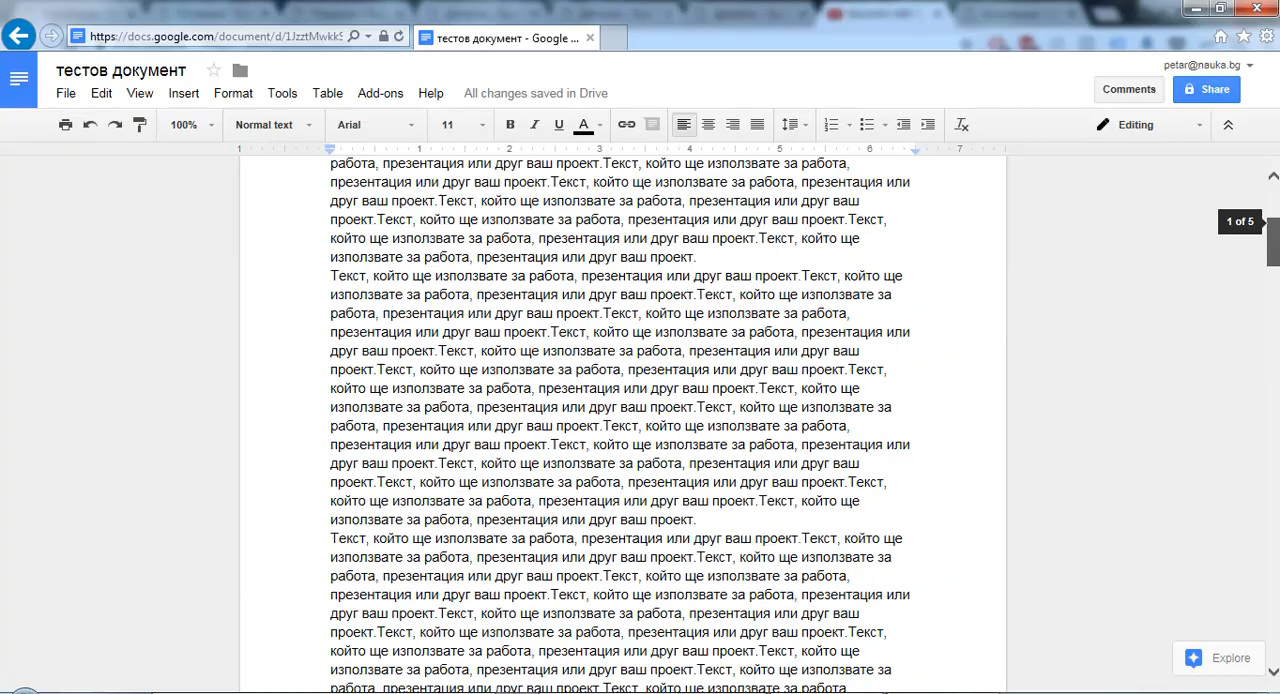 https://docs.google.com/document/d/1JzztMwkkS
тестов документ - Google ...
тестов документ
petar@nauka.bg
File Edit View Insert Format Tools Table Add-ons Help All changes saved in Drive
Comments
Share
100% Normal text Arial 11 B I U A Editing
1 1 2 3 4 5 6 7
работа, презентация или друг ваш проект.Текст, който ще използвате за работа,
презентация или друг ваш проект.Текст, който ще използвате за работа, презентация или
друг ваш проект.Текст, който ще използвате за работа, презентация или друг ваш
проект.Текст, който ще използвате за работа, презентация или друг ваш проект.Текст,
който ще използвате за работа, презентация или друг ваш проект.Текст, който ще
използвате за работа, презентация или друг ваш проект.
Текст, който ще използвате за работа, презентация или друг ваш проект.Текст, който ще
използвате за работа, презентация или друг ваш проект.Текст, който ще използвате за
работа, презентация или друг ваш проект.Текст, който ще използвате за работа,
презентация или друг ваш проект.Текст, който ще използвате за работа, презентация или
друг ваш проект.Текст, който ще използвате за работа, презентация или друг ваш
проект.Текст, който ще използвате за работа, презентация или друг ваш проект.Текст,
който ще използвате за работа, презентация или друг ваш проект.Текст, който ще
използвате за работа, презентация или друг ваш проект.Текст, който ще използвате за
работа, презентация или друг ваш проект.Текст, който ще използвате за работа,
презентация или друг ваш проект.Текст, който ще използвате за работа, презентация или
друг ваш проект.Текст, който ще използвате за работа, презентация или друг ваш
проект.Текст, който ще използвате за работа, презентация или друг ваш проект.Текст,
който ще използвате за работа, презентация или друг ваш проект.Текст, който ще
използвате за работа, презентация или друг ваш проект.
Текст, който ще използвате за работа, презентация или друг ваш проект.Текст, който ще
използвате за работа, презентация или друг ваш проект.Текст, който ще използвате за
работа, презентация или друг ваш проект.Текст, който ще използвате за работа,
презентация или друг ваш проект.Текст, който ще използвате за работа, презентация или
друг ваш проект.Текст, който ще използвате за работа, презентация или друг ваш
проект.Текст, който ще използвате за работа, презентация или друг ваш проект.Текст,
който ще използвате за работа, презентация или друг ваш проект.Текст, който ще
използвате за работа, презентация или друг ваш проект.Текст, който ще използвате за
работа, презентация или друг ваш проект.Текст, който ще използвате за работа,
1 of 5
Explore